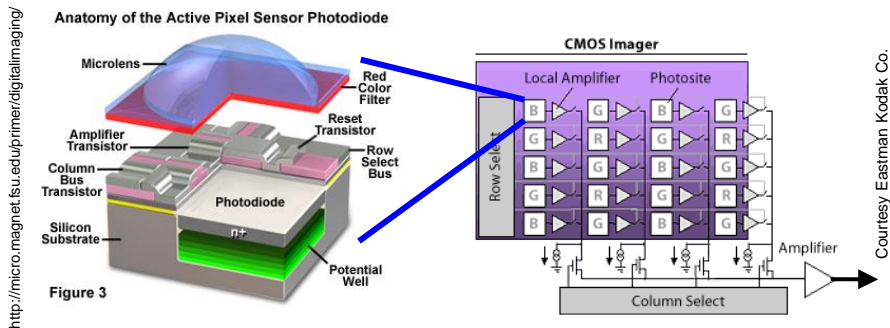 http://micro.magnet.fsu.edu/primer/digitalimaging/
Anatomy of the Active Pixel Sensor Photodiode
Microlens
Red
Color
Filter
Reset
Transistor
Amplifier
Transistor
Row
Select
Bus
Column
Bus
Transistor
Photodiode
n+
Silicon
Substrate
Potential
Well
Figure 3
CMOS Imager
Local Amplifier
Photosite
Row Select
B G B G
G R G R
B G B G
G R G R
B G B G
Amplifier
Column Select
Courtesy Eastman Kodak Co.